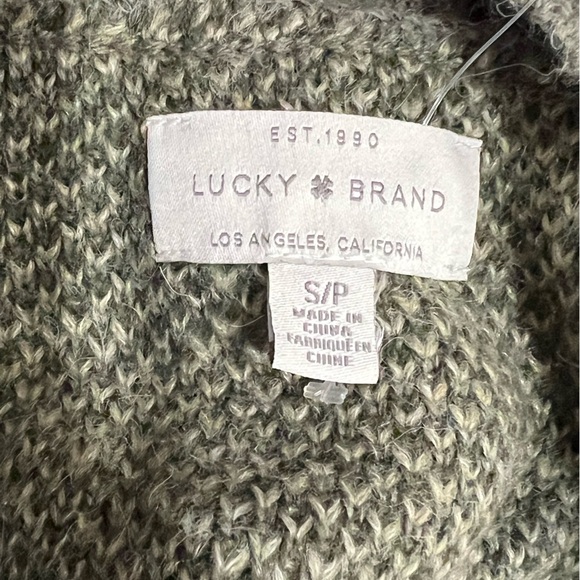 EST.1990
LUCKY BRAND
LOS ANGELES, CALIFORNIA
S/P
MADE IN
CHINA
FABRIQUÉ EN
CHINE